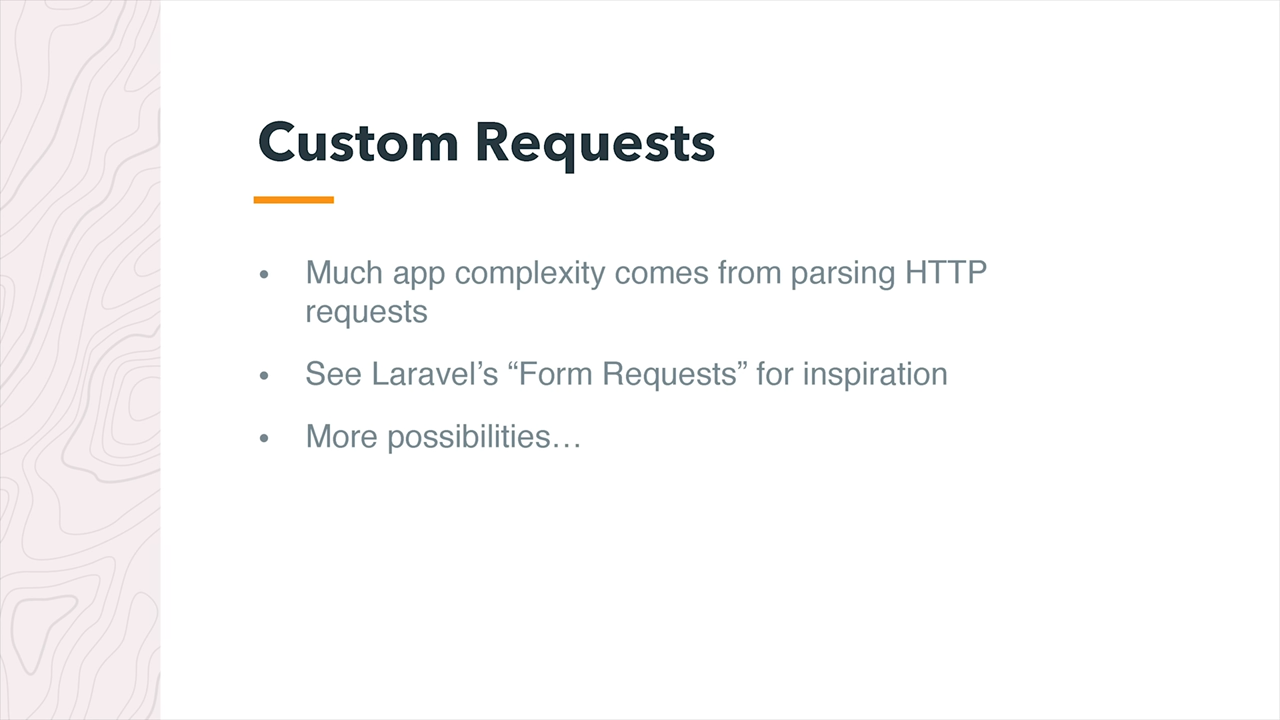 Custom Requests
• Much app complexity comes from parsing HTTP
requests
• See Laravel’s “Form Requests” for inspiration
• More possibilities…